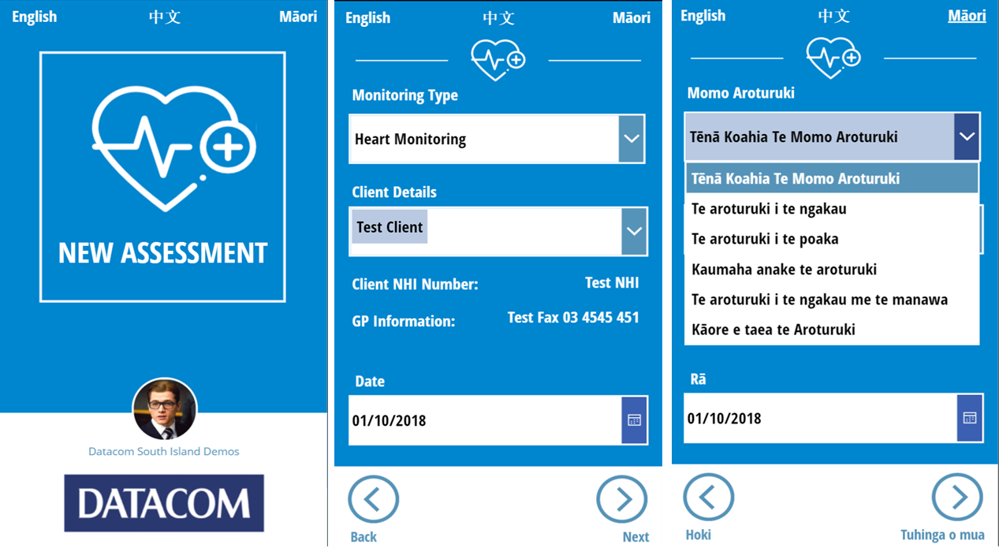 English 中文 Māori
NEW ASSESSMENT
Datacom South Island Demos
DATACOM
English 中文 Māori
Monitoring Type
Heart Monitoring
Client Details
Test Client
Client NHI Number: Test NHI
GP Information: Test Fax 03 4545 451
Date
01/10/2018
Back Next
English 中文 Māori
Momo Aroturuki
Tēnā Koahia Te Momo Aroturuki
Tēnā Koahia Te Momo Aroturuki
Te aroturuki i te ngakau
Te aroturuki i te poaka
Kaumaha anake te aroturuki
Te aroturuki i te ngakau me te manawa
Kāore e taea te Aroturuki
Rā
01/10/2018
Hoki Tuhinga o mua